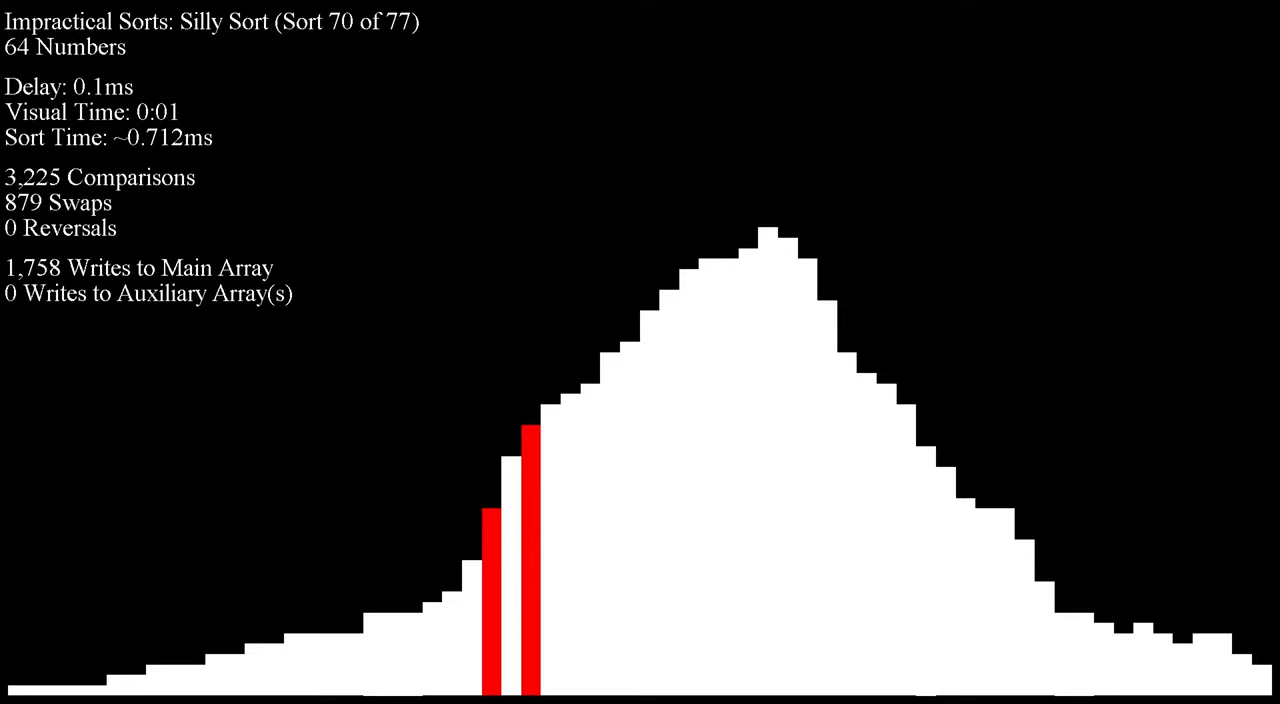 Impractical Sorts: Silly Sort (Sort 70 of 77)
64 Numbers
Delay: 0.1ms
Visual Time: 0:01
Sort Time: ~0.712ms
3,225 Comparisons
879 Swaps
0 Reversals
1,758 Writes to Main Array
0 Writes to Auxiliary Array(s)